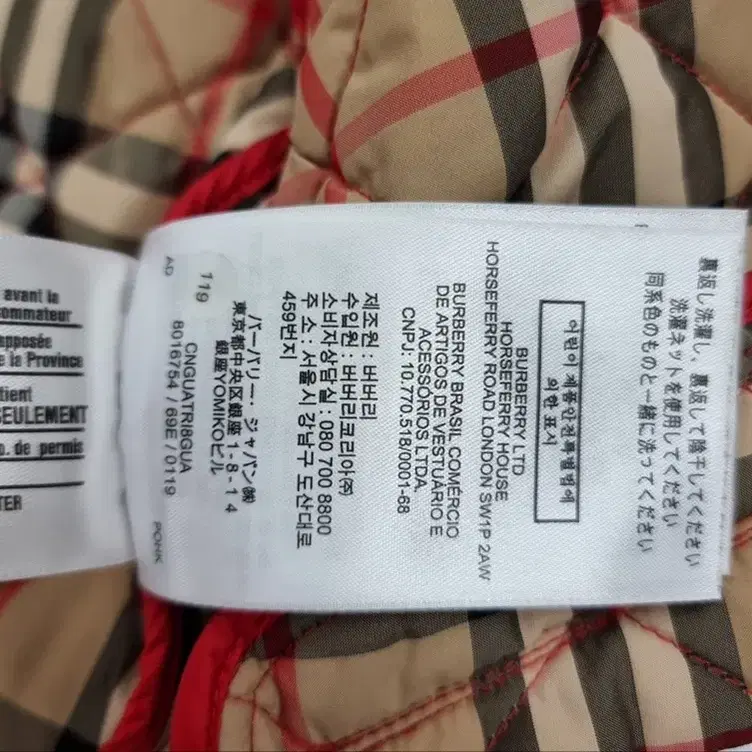 裏返し洗濯し、裏返して陰干してください
洗濯ネットを使用してください
同系色のものと一緒に洗ってください
어린이제품안전특별법에
의한 표시
BURBERRY LTD
HORSEFERRY HOUSE
HORSEFERRY ROAD LONDON SW1P 2AW
BURBERRY BRASIL COMÉRCIO
DE ARTIGOS DE VESTUÁRIO E
ACESSÓRIOS LTDA.
CNPJ: 10.770.518/0001-68
제조원 : 버버리
수입원 : 버버리코리아㈜
소비자상담실 : 080 700 8800
주 소 : 서울시 강남구 도산대로
459번지
バーバリー・ジャパン㈱
東京都中央区銀座1-8-14
銀座YOMIKOビル
119
CNGUATRI8GUA
8016754 / 69E / 0119
AD
POHK
avant la
ommateur
apposée
e la Province
tient
SEULEMENT
o. de permis
TER